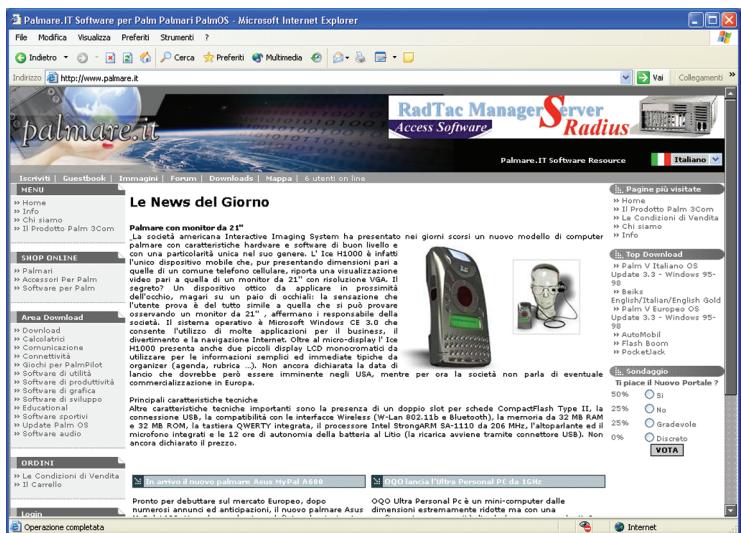 Palmare.IT Software per Palm Palmari PalmOS - Microsoft Internet Explorer
File Modifica Visualizza Preferiti Strumenti ?
Indietro Cerca Preferiti Multimedia
Indirizzo http://www.palmare.it Vai Collegamenti »
palmare.it
RadTac Manager Server
Access Software Radius
Palmare.IT Software Resource Italiano
Iscriviti | Guestbook | Immagini | Forum | Downloads | Mappa | 6 utenti on line
MENU
» Home
» Info
» Chi siamo
» Il Prodotto Palm 3Com
SHOP ONLINE
» Palmari
» Accessori Per Palm
» Software per Palm
Area Download
» Download
» Calcolatrici
» Comunicazione
» Connettività
» Giochi per PalmPilot
» Software di utilità
» Software di produttività
» Software di grafica
» Software di sviluppo
» Educational
» Software sportivi
» Update Palm OS
» Software audio
ORDINI
» Le Condizioni di Vendita
» Il Carrello
Login
Le News del Giorno
Palmare con monitor da 21"
La società americana Interactive Imaging System ha presentato nei giorni scorsi un nuovo modello di computer
palmare con caratteristiche hardware e software di buon livello e
con una particolarità unica nel suo genere. L' Ice H1000 è infatti
l'unico dispositivo mobile che, pur presentando dimensioni pari a
quelle di un comune telefono cellulare, riporta una visualizzazione
video pari a quella di un monitor da 21" con risoluzione VGA. Il
segreto? Un dispositivo ottico da applicare in prossimità
dell'occhio, magari su un paio di occhiali: la sensazione che
l'utente prova è del tutto simile a quella che si può provare
osservando un monitor da 21" , affermano i responsabile della
società. Il sistema operativo è Microsoft Windows CE 3.0 che
consente l'utilizzo di molte applicazioni per il business, il
divertimento e la navigazione Internet. Oltre al micro-display l' Ice
H1000 presenta anche due piccoli display LCD monocromatici da
utilizzare per le informazioni semplici ed immediate tipiche da
organizer (agenda, rubrica ...). Non ancora dichiarata la data di
lancio che dovrebbe però essere imminente negli USA, mentre per ora la società non parla di eventuale
commercializzazione in Europa.
Principali caratteristiche tecniche
Altre caratteristiche tecniche importanti sono la presenza di un doppio slot per schede CompactFlash Type II, la
connessione USB, la compatibilità con le interfacce Wireless (W-Lan 802.11b e Bluetooth), la memoria da 32 MB RAM
e 32 MB ROM, la tastiera QWERTY integrata, il processore Intel StrongARM SA-1110 da 206 MHz, l'altoparlante ed il
microfono integrati e le 12 ore di autonomia della batteria al Litio (la ricarica avviene tramite connettore USB). Non
ancora dichiarato il prezzo.
In arrivo il nuovo palmare Asus MyPal A600
Pronto per debuttare sul mercato Europeo, dopo
numerosi annunci ed anticipazioni, il nuovo palmare Asus
OQO lancia l'Ultra Personal PC da 1GHz
OQO Ultra Personal Pc è un mini-computer dalle
dimensioni estremamente ridotte ma con una
Pagine più visitate
» Home
» Il Prodotto Palm 3Com
» Le Condizioni di Vendita
» Chi siamo
» Info
Top Download
» Palm V Italiano OS
Update 3.3 - Windows 95-
98
» Beiks
English/Italian/English Gold
» Palm V Europeo OS
Update 3.3 - Windows 95-
98
» AutoMobil
» Flash Boom
» PocketJack
Sondaggio
Ti piace il Nuovo Portale ?
50% Si
25% No
25% Gradevole
0% Discreto
VOTA
Operazione completata Internet